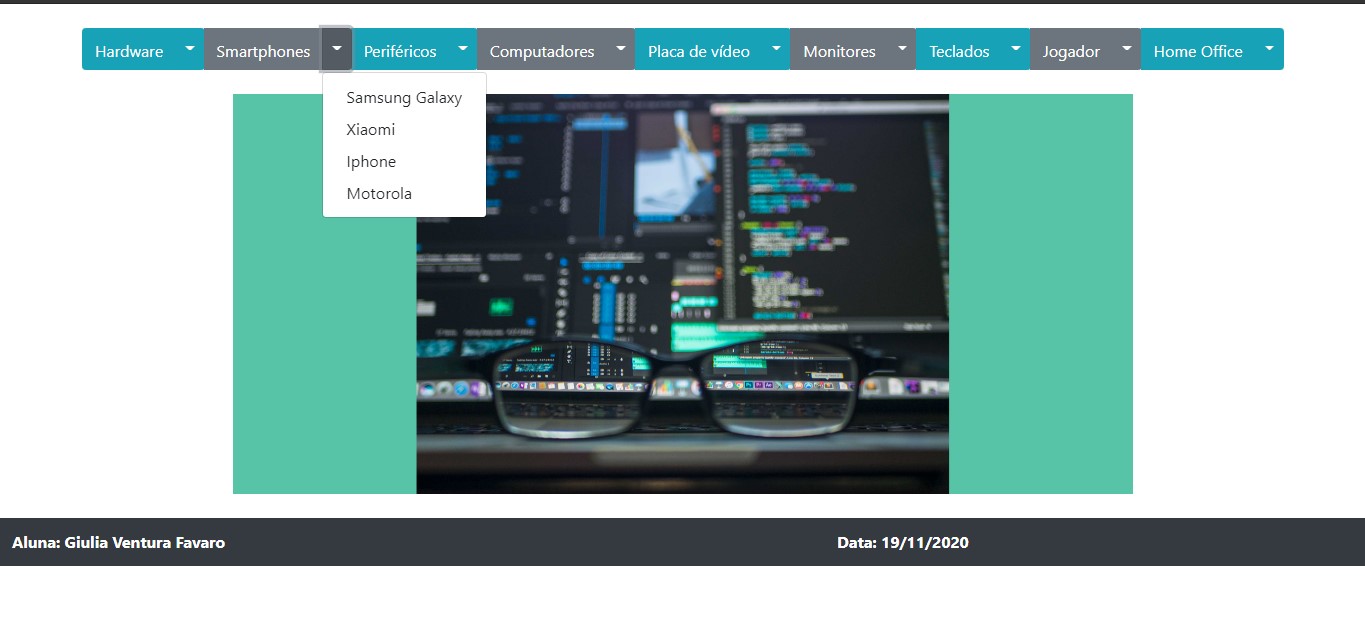 Hardware Smartphones Periféricos Computadores Placa de vídeo Monitores Teclados Jogador Home Office
Samsung Galaxy
Xiaomi
Iphone
Motorola
Aluna: Giulia Ventura Favaro Data: 19/11/2020